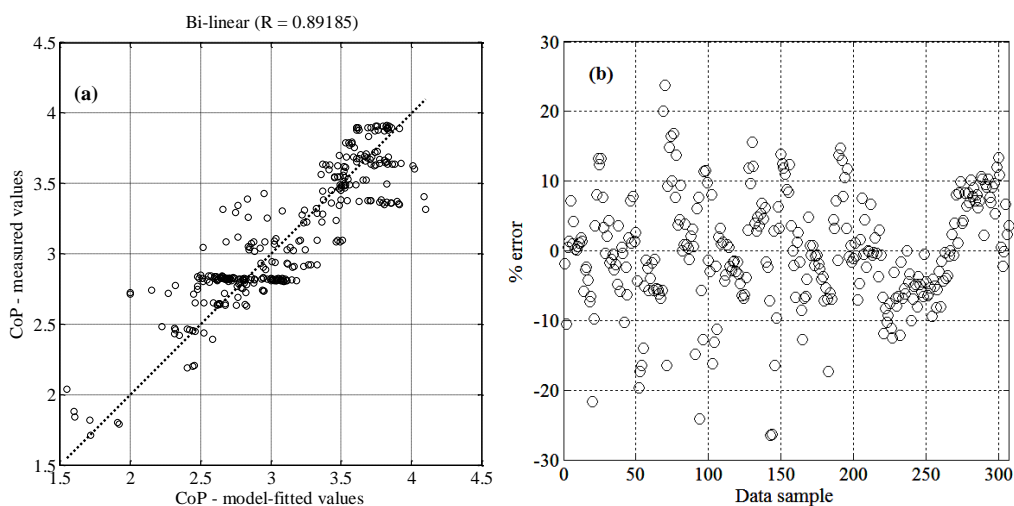 Bi-linear (R = 0.89185)
(a)
CoP - measured values
4.5
4
3.5
3
2.5
2
1.5
1.5 2 2.5 3 3.5 4 4.5
CoP - model-fitted values
(b)
% error
30
20
10
0
-10
-20
-30
0 50 100 150 200 250 300
Data sample